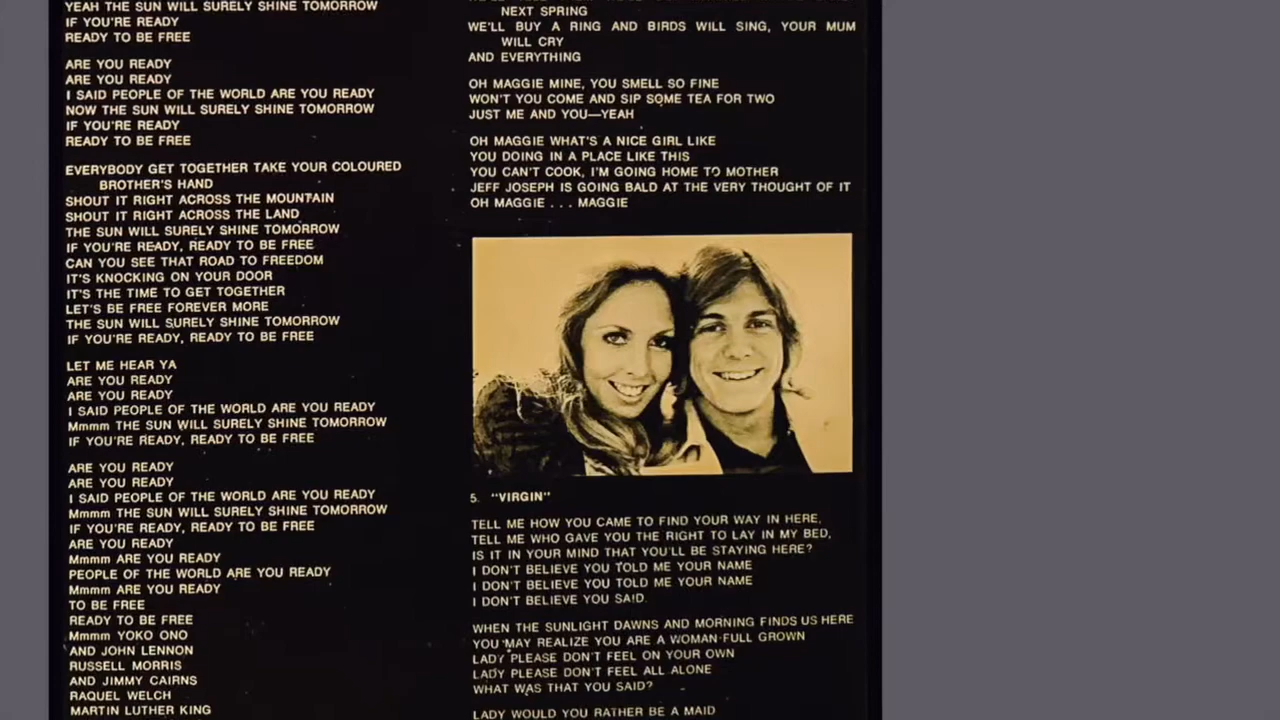 YEAH THE SUN WILL SURELY SHINE TOMORROW
IF YOU'RE READY
READY TO BE FREE
ARE YOU READY
ARE YOU READY
I SAID PEOPLE OF THE WORLD ARE YOU READY
NOW THE SUN WILL SURELY SHINE TOMORROW
IF YOU'RE READY
READY TO BE FREE
EVERYBODY GET TOGETHER TAKE YOUR COLOURED
BROTHER'S HAND
SHOUT IT RIGHT ACROSS THE MOUNTAIN
SHOUT IT RIGHT ACROSS THE LAND
THE SUN WILL SURELY SHINE TOMORROW
IF YOU'RE READY, READY TO BE FREE
CAN YOU SEE THAT ROAD TO FREEDOM
IT'S KNOCKING ON YOUR DOOR
IT'S THE TIME TO GET TOGETHER
LET'S BE FREE FOREVER MORE
THE SUN WILL SURELY SHINE TOMORROW
IF YOU'RE READY, READY TO BE FREE
LET ME HEAR YA
ARE YOU READY
ARE YOU READY
I SAID PEOPLE OF THE WORLD ARE YOU READY
Mmmm THE SUN WILL SURELY SHINE TOMORROW
IF YOU'RE READY, READY TO BE FREE
ARE YOU READY
ARE YOU READY
I SAID PEOPLE OF THE WORLD ARE YOU READY
Mmmm THE SUN WILL SURELY SHINE TOMORROW
IF YOU'RE READY, READY TO BE FREE
ARE YOU READY
Mmmm ARE YOU READY
PEOPLE OF THE WORLD ARE YOU READY
Mmmm ARE YOU READY
TO BE FREE
READY TO BE FREE
Mmmm YOKO ONO
AND JOHN LENNON
RUSSELL MORRIS
AND JIMMY CAIRNS
RAQUEL WELCH
MARTIN LUTHER KING
NEXT SPRING
WE'LL BUY A RING AND BIRDS WILL SING, YOUR MUM
WILL CRY
AND EVERYTHING
OH MAGGIE MINE, YOU SMELL SO FINE
WON'T YOU COME AND SIP SOME TEA FOR TWO
JUST ME AND YOU—YEAH
OH MAGGIE WHAT'S A NICE GIRL LIKE
YOU DOING IN A PLACE LIKE THIS
YOU CAN'T COOK, I'M GOING HOME TO MOTHER
JEFF JOSEPH IS GOING BALD AT THE VERY THOUGHT OF IT
OH MAGGIE . . . MAGGIE
5. "VIRGIN"
TELL ME HOW YOU CAME TO FIND YOUR WAY IN HERE,
TELL ME WHO GAVE YOU THE RIGHT TO LAY IN MY BED,
IS IT IN YOUR MIND THAT YOU'LL BE STAYING HERE?
I DON'T BELIEVE YOU TOLD ME YOUR NAME
I DON'T BELIEVE YOU TOLD ME YOUR NAME
I DON'T BELIEVE YOU SAID.
WHEN THE SUNLIGHT DAWNS AND MORNING FINDS US HERE
YOU MAY REALIZE YOU ARE A WOMAN-FULL GROWN
LADY PLEASE DON'T FEEL ON YOUR OWN
LADY PLEASE DON'T FEEL ALL ALONE
WHAT WAS THAT YOU SAID?
LADY WOULD YOU RATHER BE A MAID